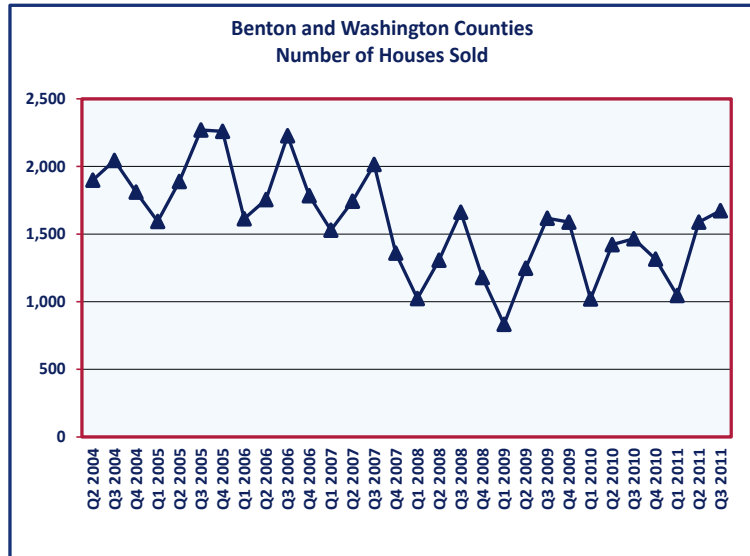 Benton and Washington Counties
Number of Houses Sold
2,500
2,000
1,500
1,000
500
0
Q2 2004
Q3 2004
Q4 2004
Q1 2005
Q2 2005
Q3 2005
Q4 2005
Q1 2006
Q2 2006
Q3 2006
Q4 2006
Q1 2007
Q2 2007
Q3 2007
Q4 2007
Q1 2008
Q2 2008
Q3 2008
Q4 2008
Q1 2009
Q2 2009
Q3 2009
Q4 2009
Q1 2010
Q2 2010
Q3 2010
Q4 2010
Q1 2011
Q2 2011
Q3 2011